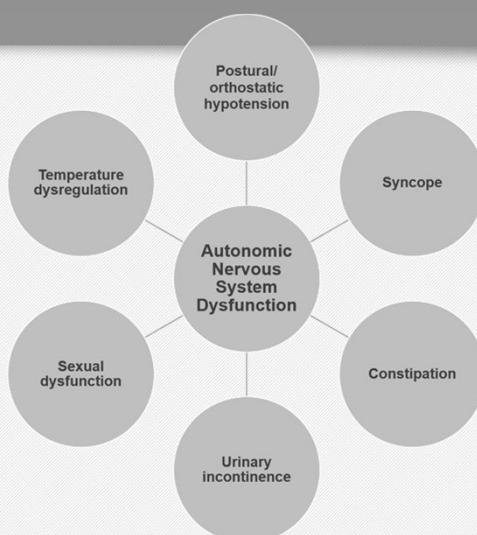 Postural/
orthostatic
hypotension
Temperature
dysregulation
Syncope
Autonomic
Nervous
System
Dysfunction
Sexual
dysfunction
Constipation
Urinary
incontinence